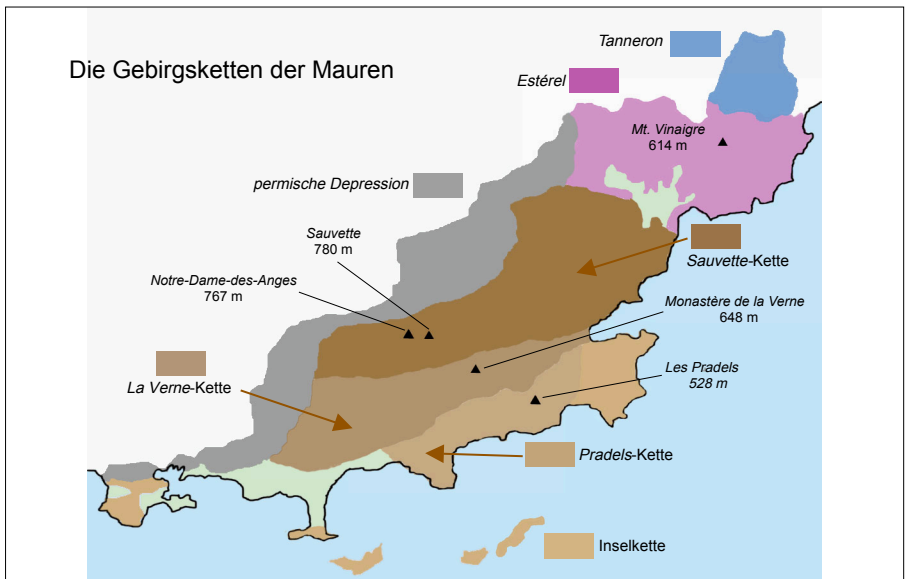 Die Gebirgsketten der Mauren
Tanneron
Estérel
Mt. Vinaigre
614 m
permische Depression
Sauvette
780 m
Sauvette-Kette
Notre-Dame-des-Anges
767 m
Monastère de la Verne
648 m
La Verne-Kette
Les Pradels
528 m
Pradels-Kette
Inselkette